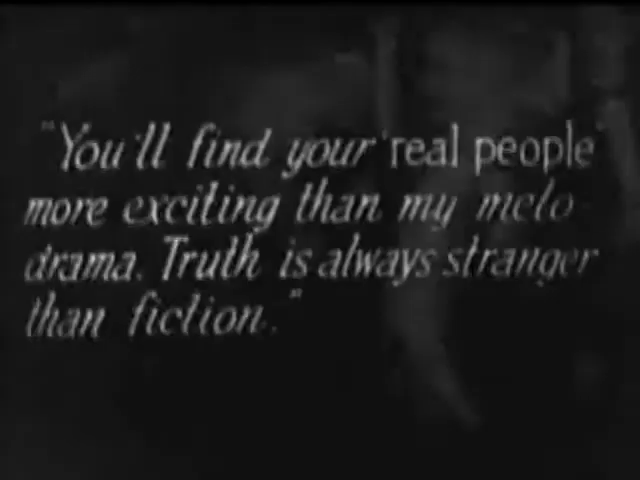 "You'll find your 'real people'
more exciting than my melo-
drama. Truth is always stranger
than fiction."